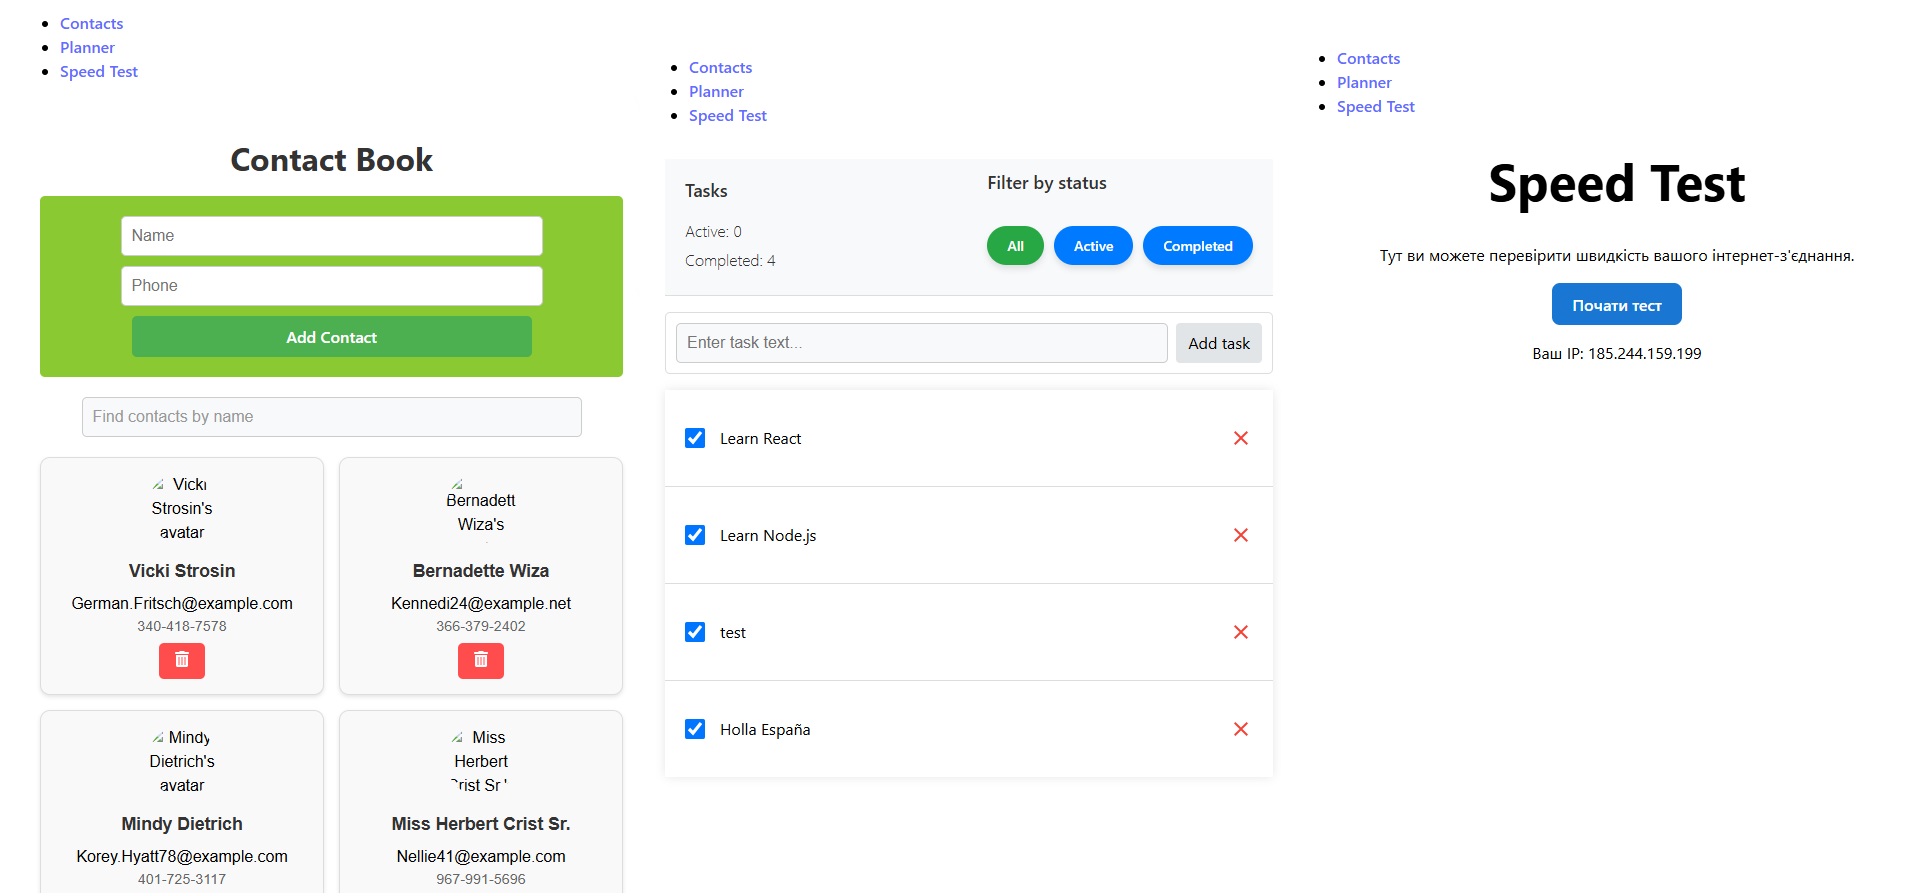 Contacts
Planner
Speed Test
Contact Book
Name
Phone
Add Contact
Find contacts by name
Vicki
Strosin's
avatar
Vicki Strosin
German.Fritsch@example.com
340-418-7578
Bernadett
Wiza's
Bernadette Wiza
Kennedi24@example.net
366-379-2402
Mindy
Dietrich's
avatar
Mindy Dietrich
Korey.Hyatt78@example.com
401-725-3117
Miss
Herbert
Crist Sr.'
Miss Herbert Crist Sr.
Nellie41@example.com
967-991-5696
Contacts
Planner
Speed Test
Tasks
Active: 0
Completed: 4
Filter by status
All
Active
Completed
Enter task text...
Add task
Learn React
Learn Node.js
test
Holla España
Contacts
Planner
Speed Test
Speed Test
Тут ви можете перевірити швидкість вашого інтернет-з'єднання.
Почати тест
Ваш IP: 185.244.159.199